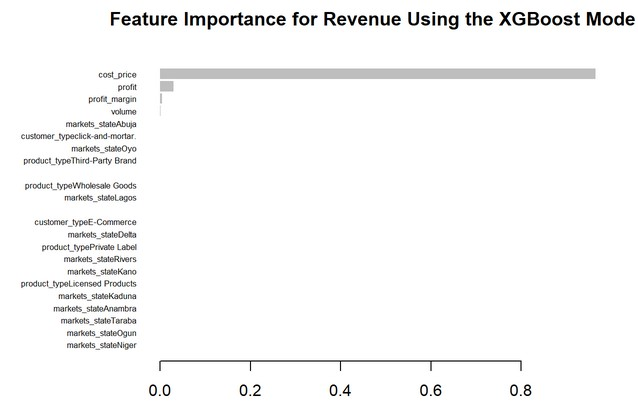 Feature Importance for Revenue Using the XGBoost Mode
cost_price
profit
profit_margin
volume
markets_stateAbuja
customer_typeclick-and-mortar.
markets_stateOyo
product_typeThird-Party Brand
product_typeWholesale Goods
markets_stateLagos
customer_typeE-Commerce
markets_stateDelta
product_typePrivate Label
markets_stateRivers
markets_stateKano
product_typeLicensed Products
markets_stateKaduna
markets_stateAnambra
markets_stateTaraba
markets_stateOgun
markets_stateNiger
0.0 0.2 0.4 0.6 0.8